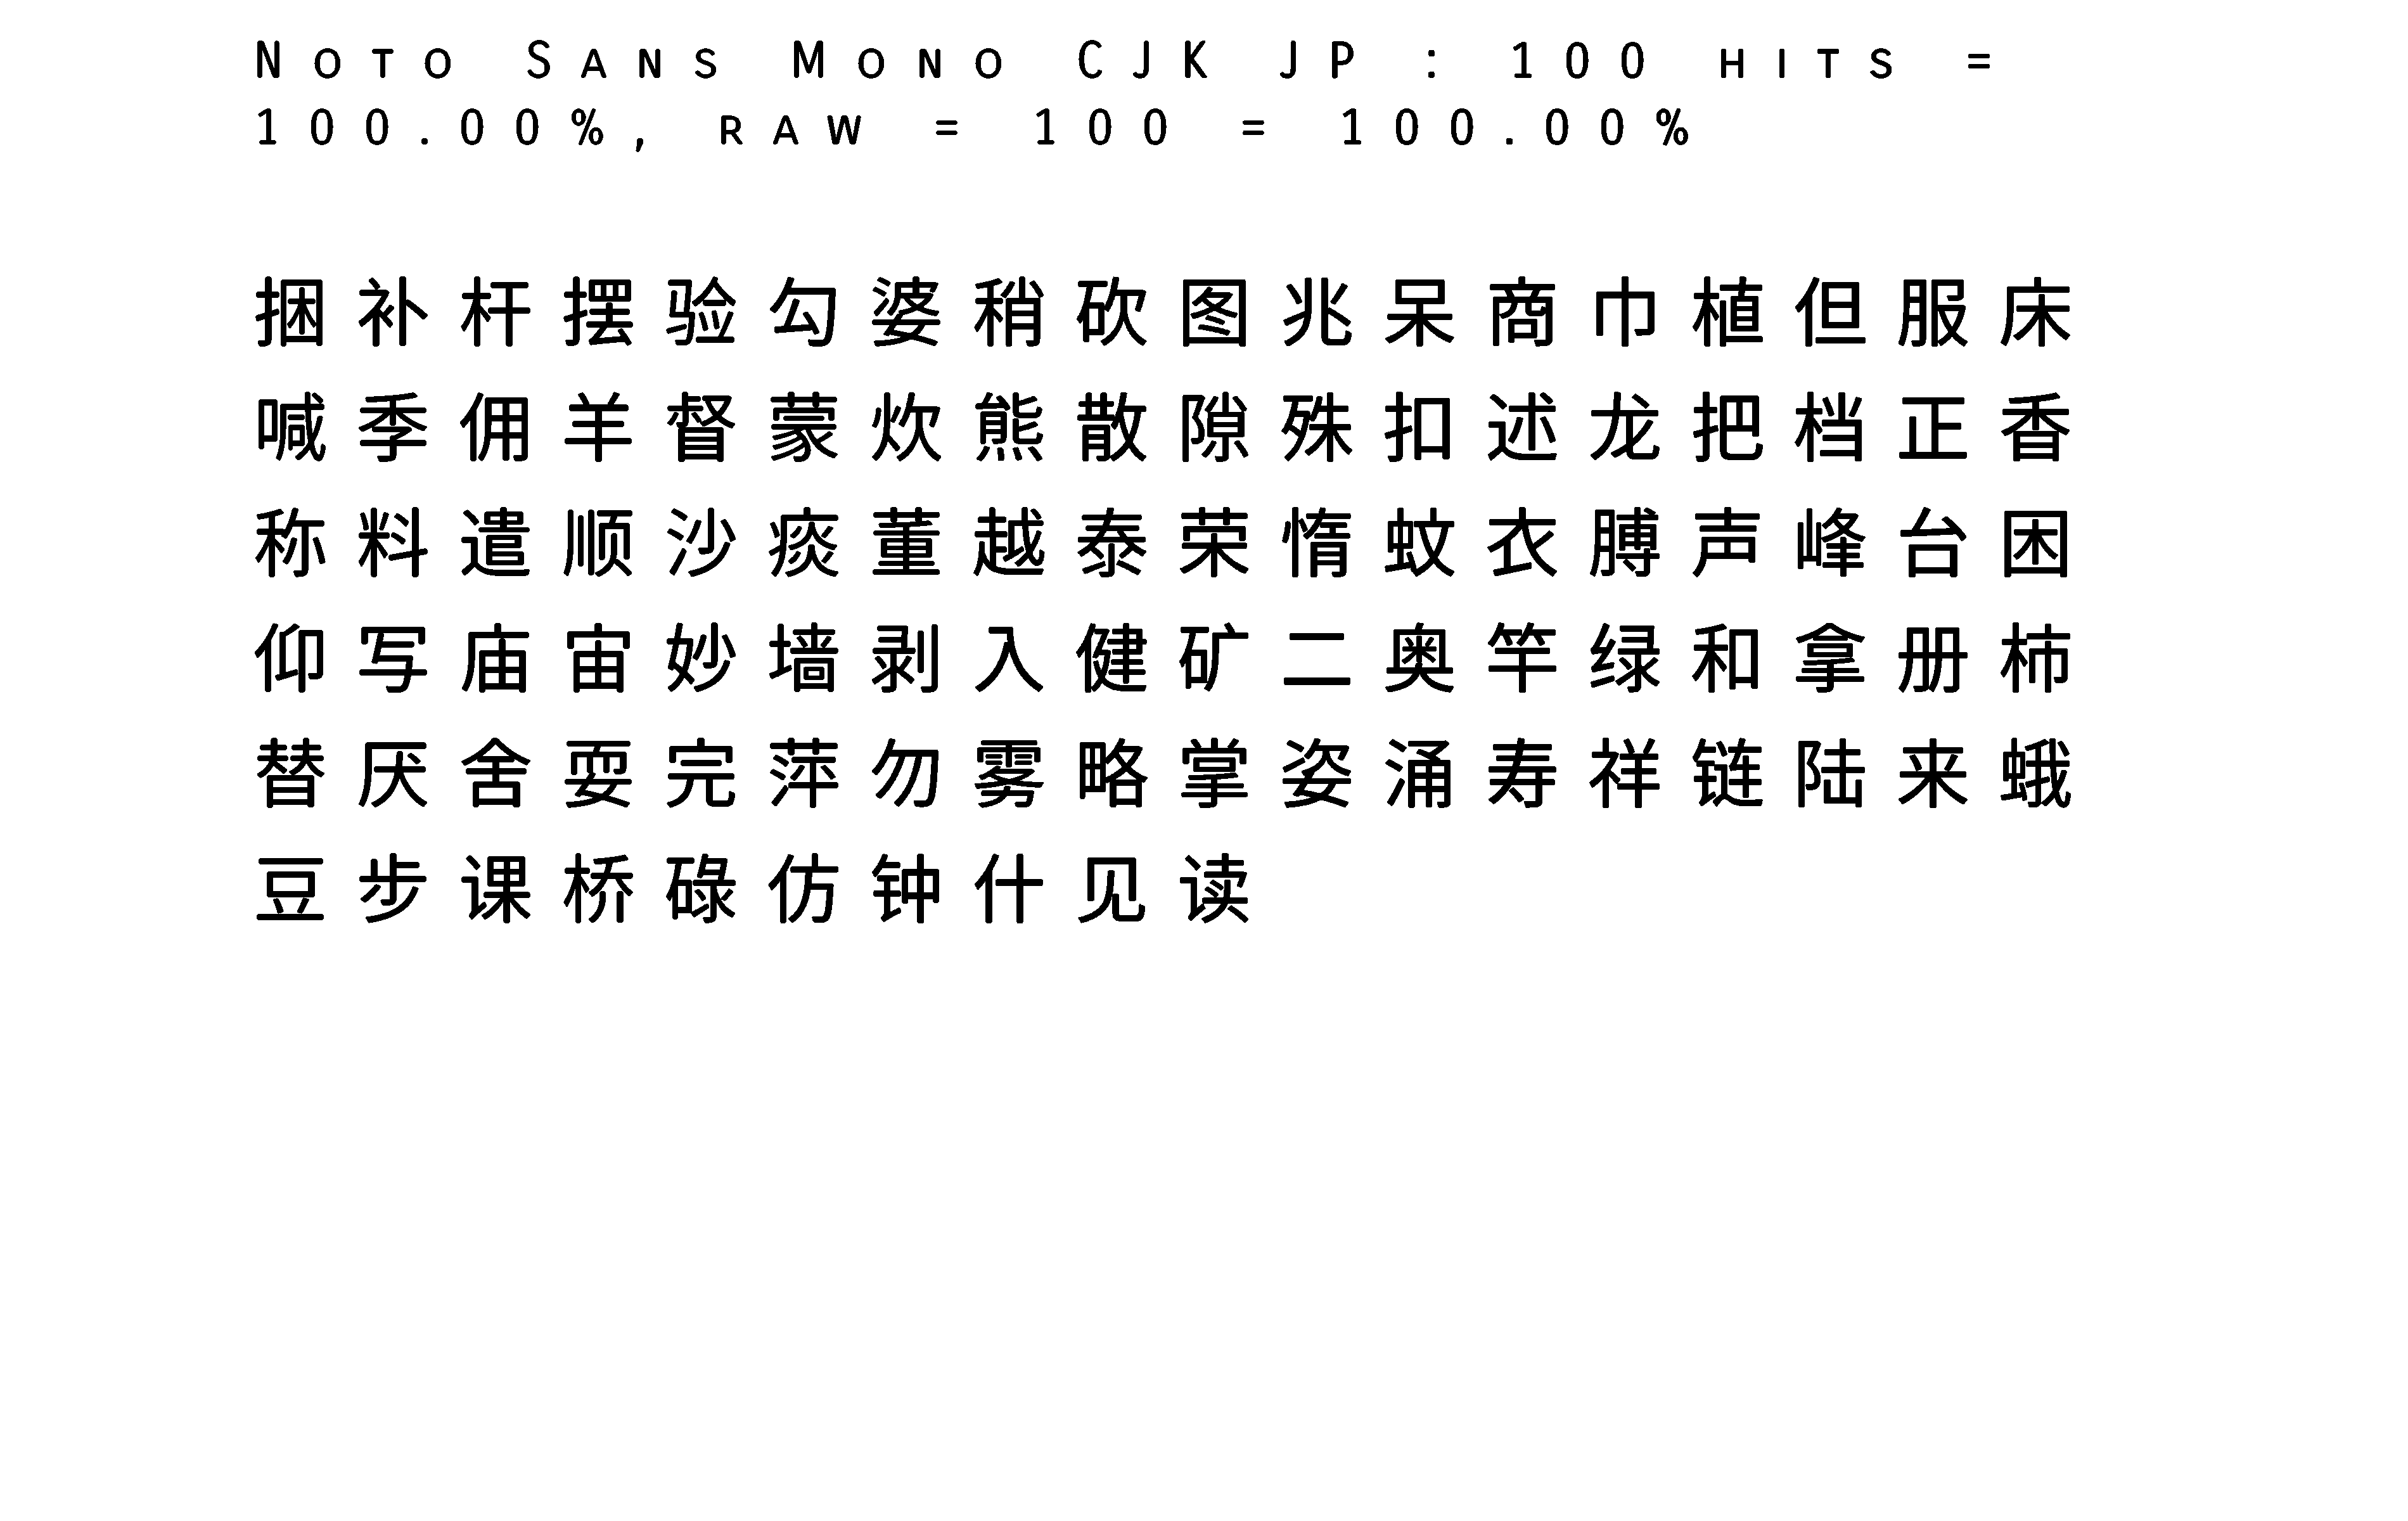 Noto Sans Mono CJK JP : 100 hits =
100.00%, raw = 100 = 100.00%
捆补杆摆验勾婆稍砍图兆呆商巾植但服床
喊季佣羊督蒙炊熊散隙殊扣述龙把档正香
称料遣顺沙痰董越泰荣惰蚊衣膊声峰台困
仰写庙宙妙墙剥入健矿二奥竿绿和拿册柿
替厌舍耍完萍勿雾略掌姿涌寿祥链陆来蛾
豆步课桥碌仿钟什见读